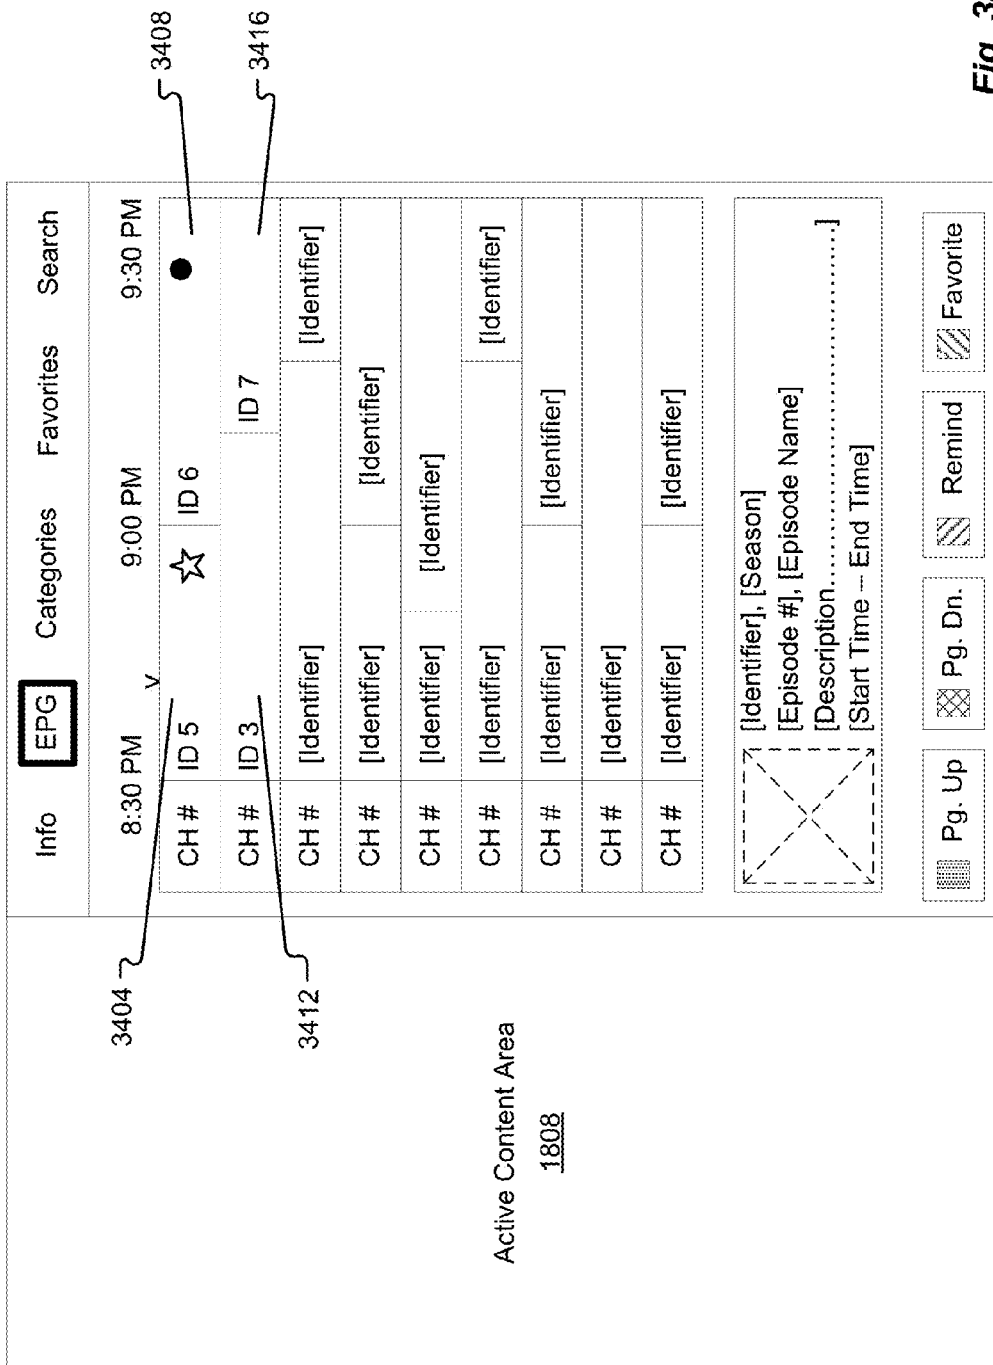 Info EPG Categories Favorites Search
8:30 PM 9:00 PM 9:30 PM
v
CH # ID 5 ☆ ID 6 ●
CH # ID 3 ID 7
CH # [Identifier] [Identifier]
CH # [Identifier] [Identifier]
CH # [Identifier] [Identifier]
CH # [Identifier] [Identifier]
CH # [Identifier] [Identifier]
CH # [Identifier]
CH # [Identifier] [Identifier]
3404
3408
3412
3416
Active Content Area
1808
[Identifier], [Season]
[Episode #], [Episode Name]
[Description.......................................]
[Start Time – End Time]
Pg. Up Pg. Dn. Remind Favorite
Fig. 3